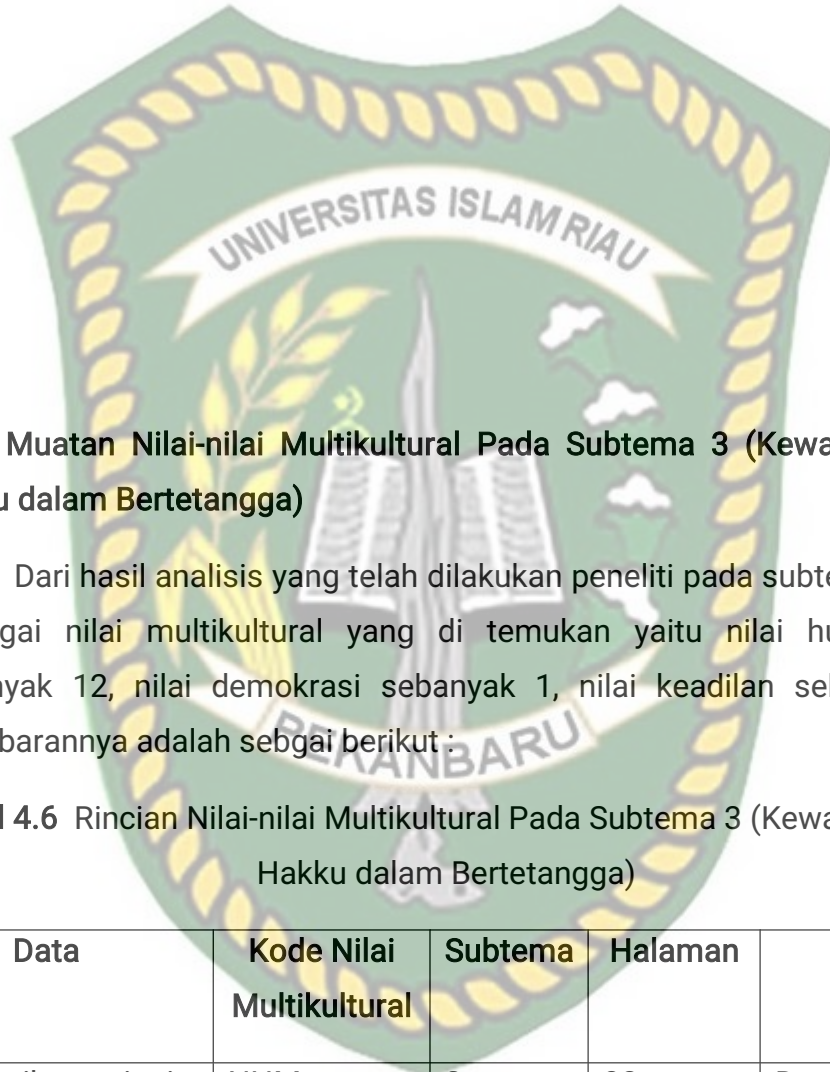 UNIVERSITAS ISLAM RIAU
Muatan Nilai-nilai Multikultural Pada Subtema 3 (Kewa
u dalam Bertetangga)
Dari hasil analisis yang telah dilakukan peneliti pada subte
gai nilai multikultural yang di temukan yaitu nilai hu
nyak 12, nilai demokrasi sebanyak 1, nilai keadilan se
barannya adalah sebgai berikut :
PEKANBARU
l 4.6 Rincian Nilai-nilai Multikultural Pada Subtema 3 (Kewa
Hakku dalam Bertetangga)
Data Kode Nilai Subtema Halaman
Multikultural